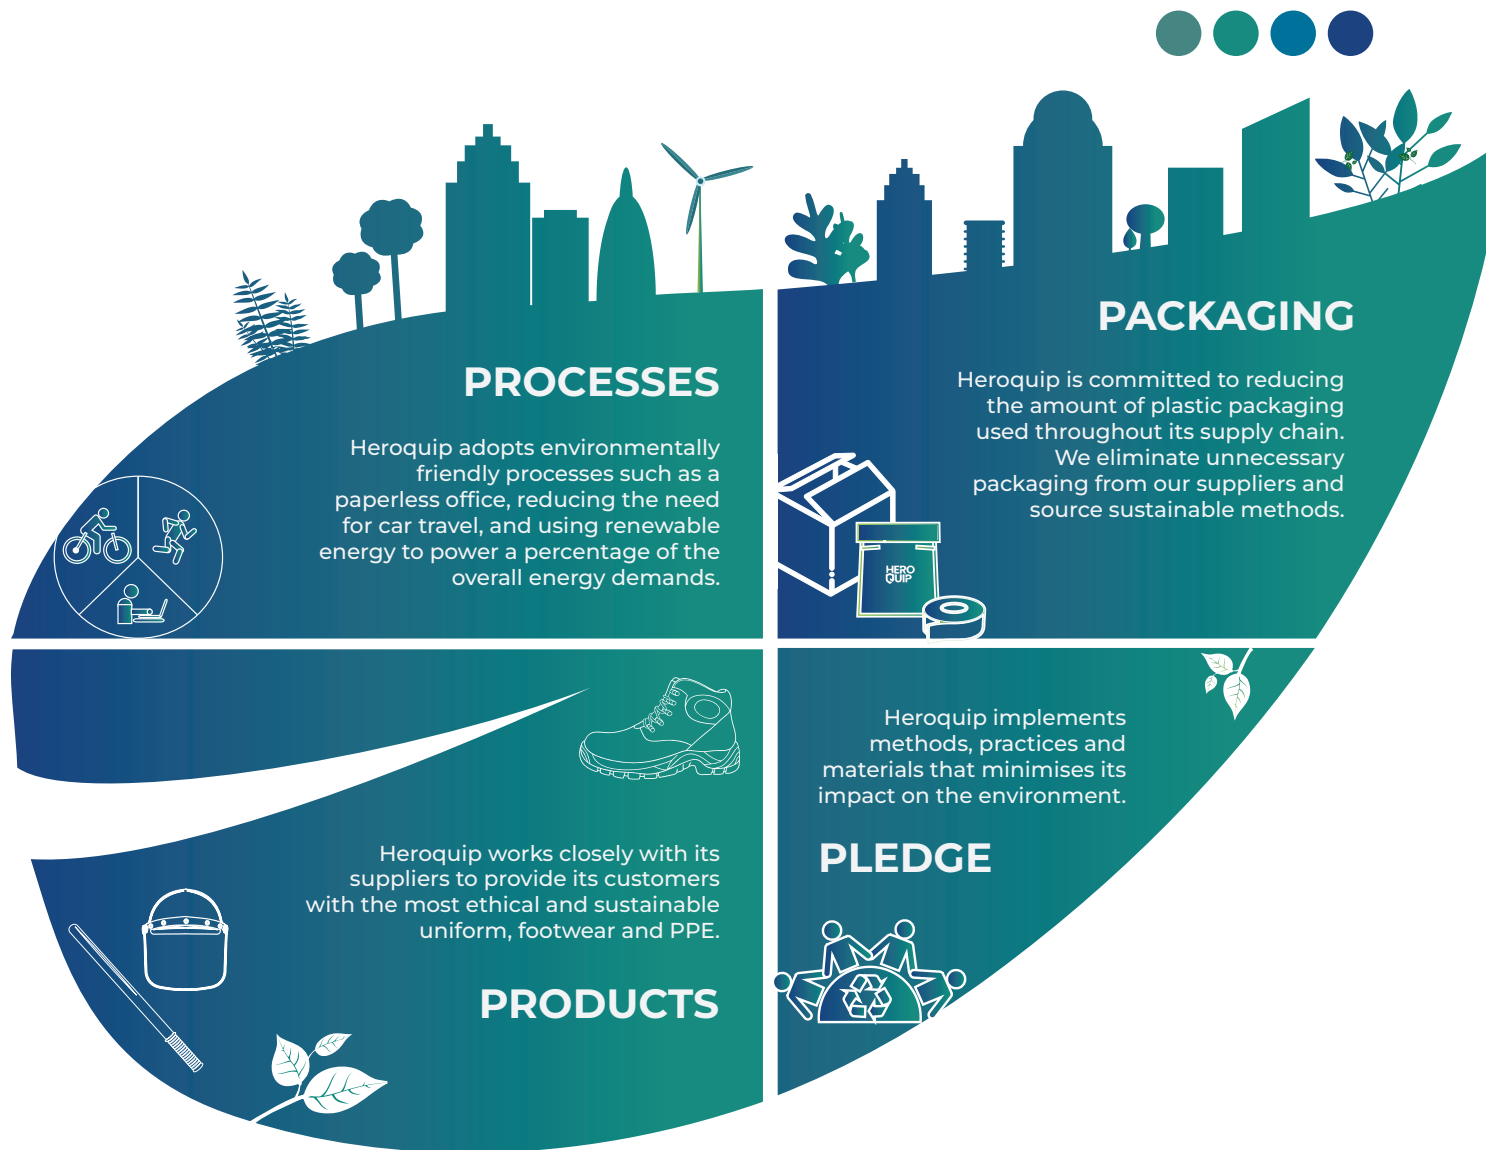 PROCESSES
Heroquip adopts environmentally
friendly processes such as a
paperless office, reducing the need
for car travel, and using renewable
energy to power a percentage of the
overall energy demands.
PACKAGING
Heroquip is committed to reducing
the amount of plastic packaging
used throughout its supply chain.
We eliminate unnecessary
packaging from our suppliers and
source sustainable methods.
HERO
QUIP
Heroquip works closely with its
suppliers to provide its customers
with the most ethical and sustainable
uniform, footwear and PPE.
PRODUCTS
Heroquip implements
methods, practices and
materials that minimises its
impact on the environment.
PLEDGE